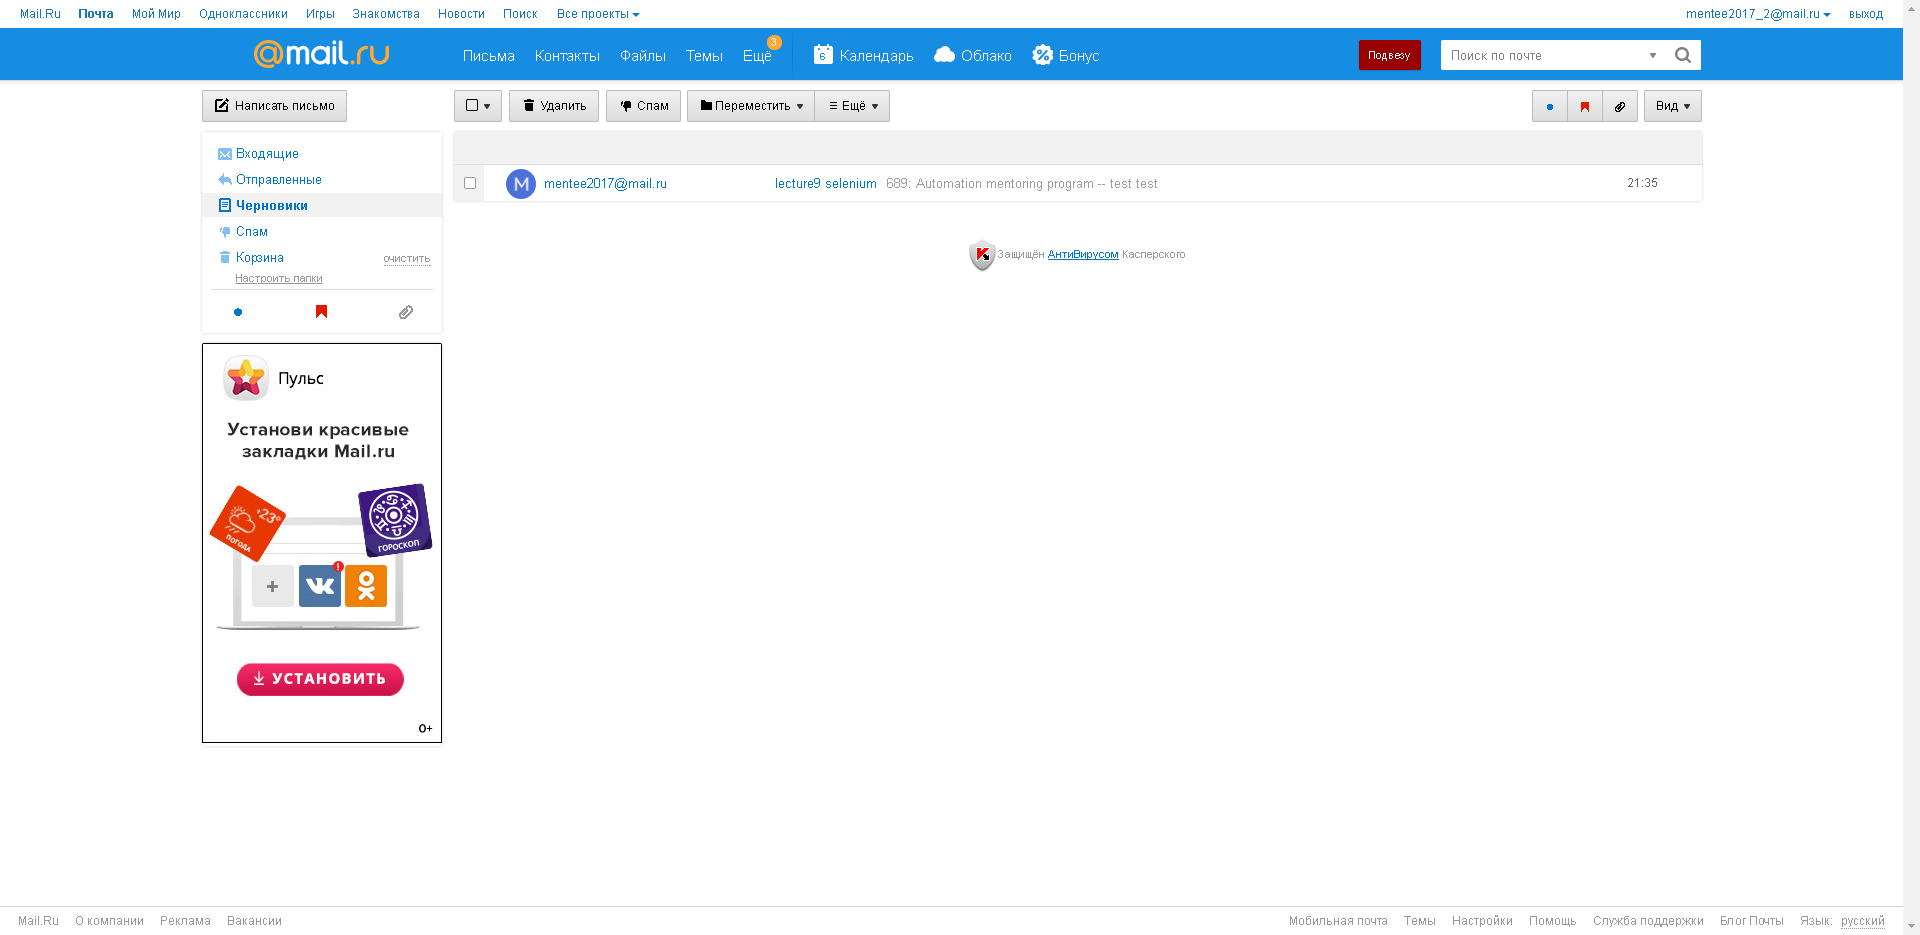 Mail.Ru Почта Мой Мир Одноклассники Игры Знакомства Новости Поиск Все проекты mentee2017_2@mail.ru выход
@mail.ru Письма Контакты Файлы Темы Ещё 3 6 Календарь Облако Бонус Подвезу Поиск по почте
Написать письмо Удалить Спам Переместить Ещё Вид
Входящие
Отправленные
Черновики
Спам
Корзина очистить
Настроить папки
M mentee2017@mail.ru lecture9 selenium 689: Automation mentoring program -- test test 21:35
Защищён АнтиВирусом Касперского
Пульс
Установи красивые
закладки Mail.ru
+23°
ПОГОДА
ГОРОСКОП
УСТАНОВИТЬ
0+
Mail.Ru О компании Реклама Вакансии Мобильная почта Темы Настройки Помощь Служба поддержки Блог Почты Язык: русский